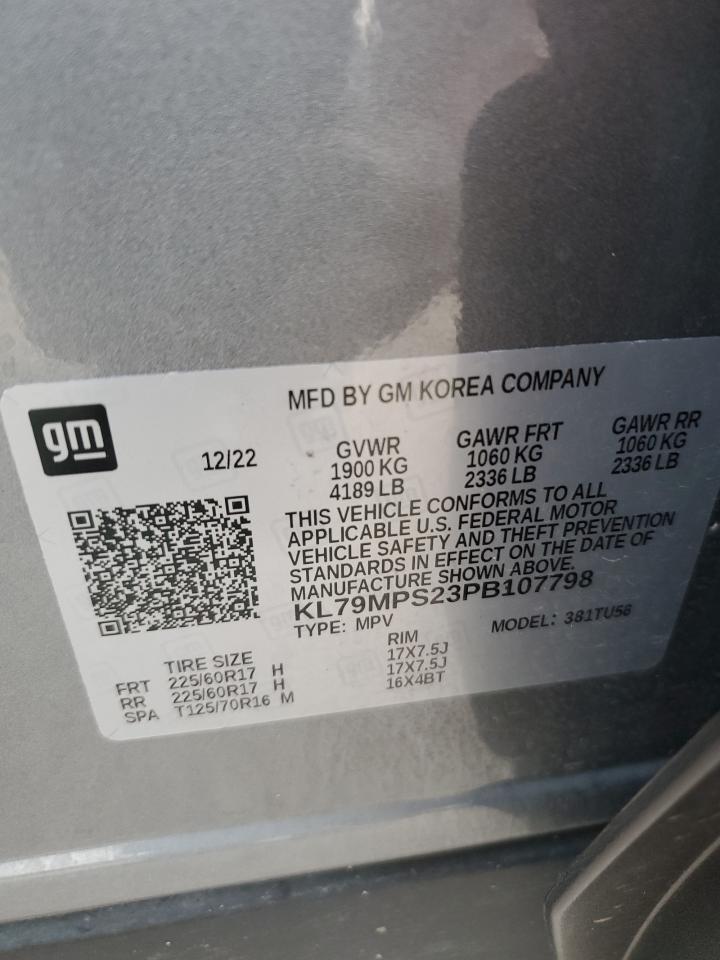 MFD BY GM KOREA COMPANY
gm
12/22
GVWR GAWR FRT GAWR RR
1900 KG 1060 KG 1060 KG
4189 LB 2336 LB 2336 LB
THIS VEHICLE CONFORMS TO ALL
APPLICABLE U.S. FEDERAL MOTOR
VEHICLE SAFETY AND THEFT PREVENTION
STANDARDS IN EFFECT ON THE DATE OF
MANUFACTURE SHOWN ABOVE.
KL79MPS23PB107798
TYPE: MPV MODEL: 381TU56
TIRE SIZE RIM
FRT 225/60R17 H 17X7.5J
RR 225/60R17 H 17X7.5J
SPA T125/70R16 M 16X4BT